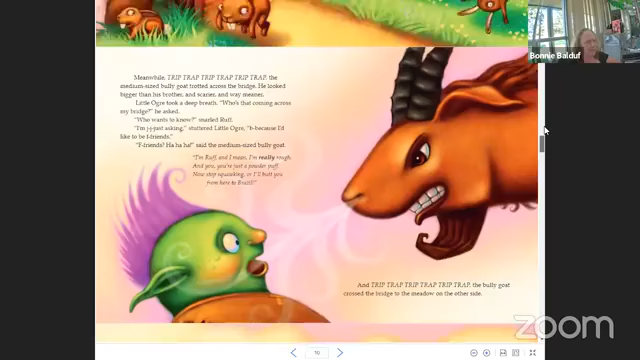 Bonnie Balduf
Meanwhile, TRIP TRAP TRIP TRAP TRIP TRAP, the
medium-sized bully goat trotted across the bridge. He looked
bigger than his brother, and scarier, and way meaner.
Little Ogre took a deep breath. "Who's that coming across
my bridge?" he asked.
"Who wants to know?" snarled Ruff.
"I'm j-j-just asking," stuttered Little Ogre, "b-because I'd
like to be f-friends."
"F-friends? Ha ha ha!" said the medium-sized bully goat.
"I'm Ruff, and I mean, I'm really rough,
And you, you're just a powder puff.
Now stop squawking, or I'll butt you
from here to Brazil!"
And TRIP TRAP TRIP TRAP TRIP TRAP, the bully goat
crossed the bridge to the meadow on the other side.
zoom
10